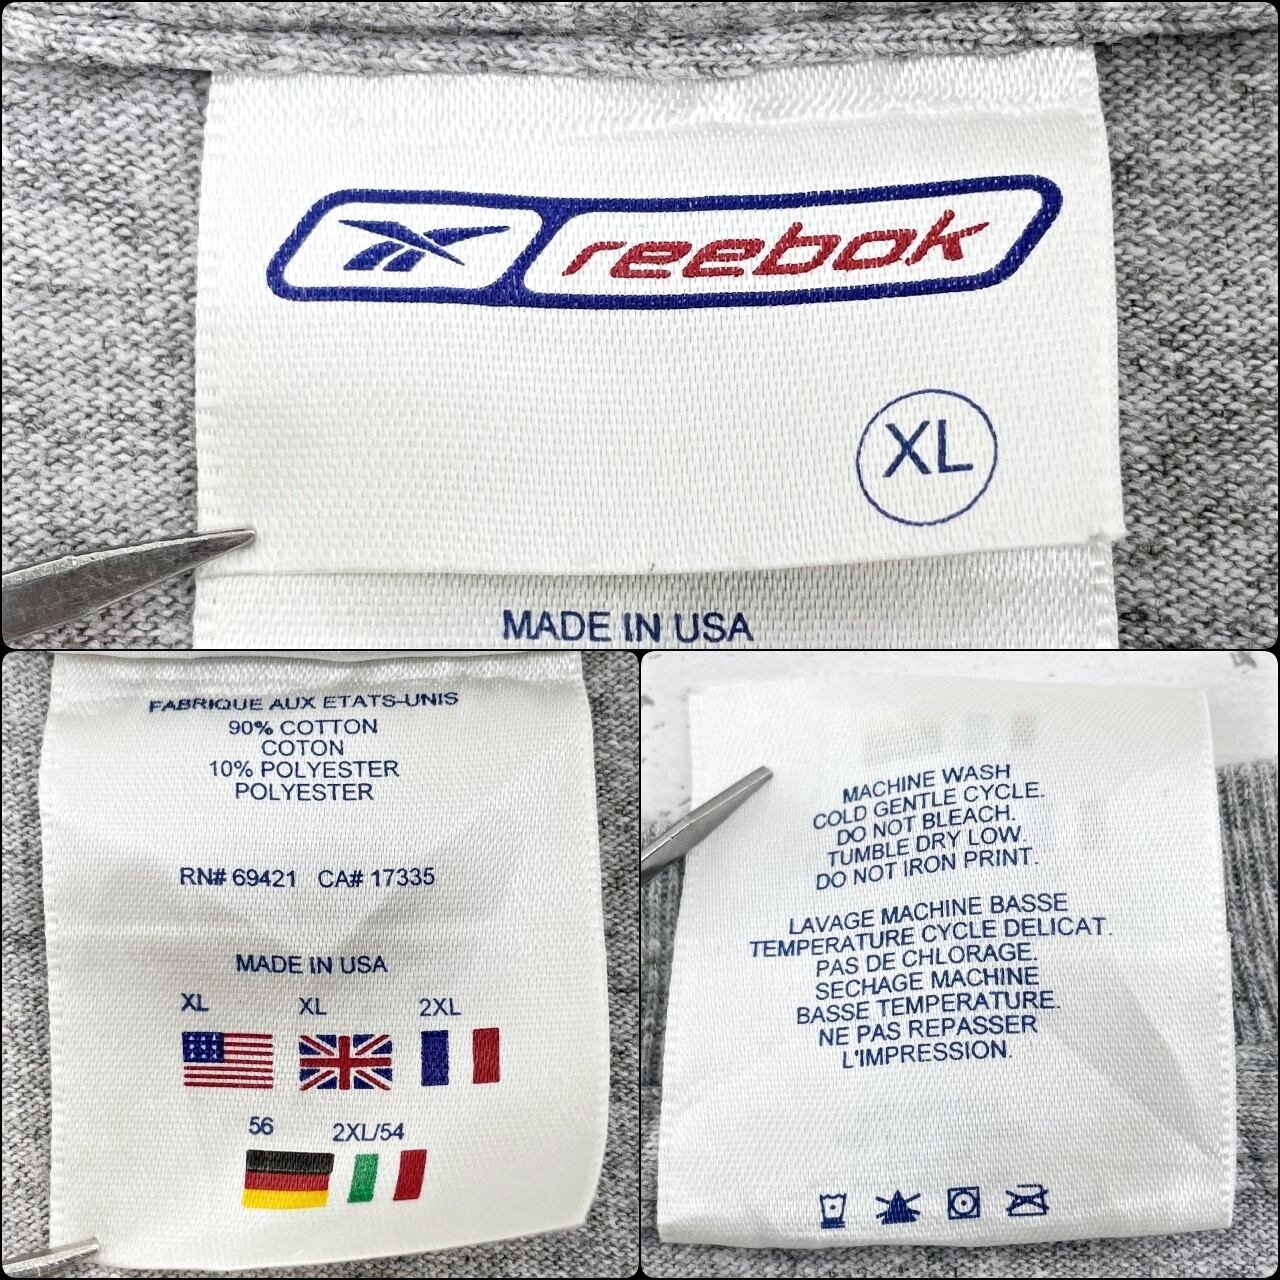 reebok
XL
MADE IN USA
FABRIQUE AUX ETATS-UNIS
90% COTTON
COTON
10% POLYESTER
POLYESTER
RN# 69421 CA# 17335
MADE IN USA
XL XL 2XL
56 2XL/54
MACHINE WASH
COLD GENTLE CYCLE.
DO NOT BLEACH.
TUMBLE DRY LOW.
DO NOT IRON PRINT.
LAVAGE MACHINE BASSE
TEMPERATURE CYCLE DELICAT.
PAS DE CHLORAGE.
SECHAGE MACHINE
BASSE TEMPERATURE.
NE PAS REPASSER
L'IMPRESSION.